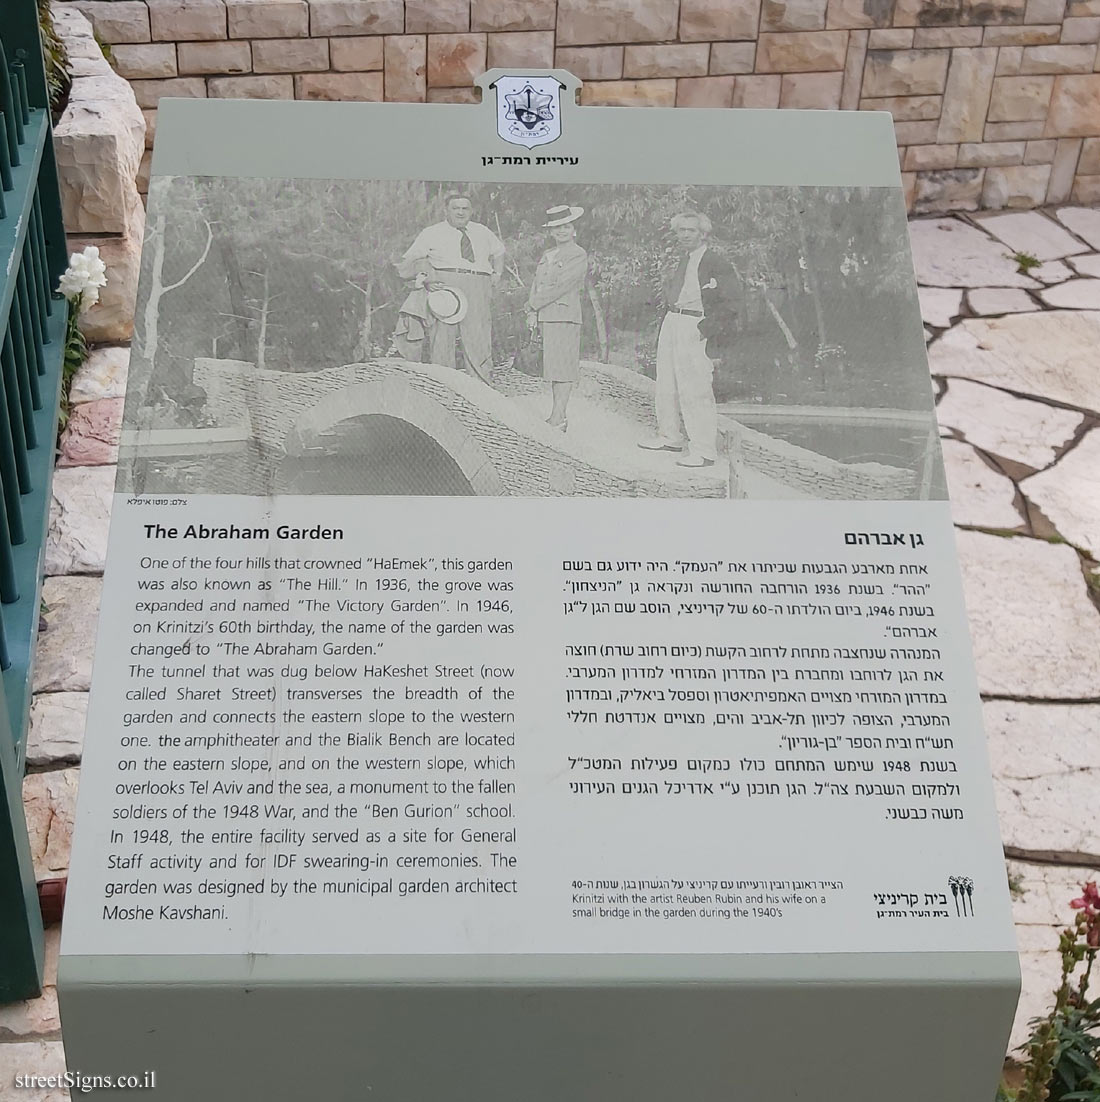 עיריית רמת-גן
צלם: פוטו איפלא
The Abraham Garden
One of the four hills that crowned "HaEmek", this garden
was also known as "The Hill." In 1936, the grove was
expanded and named "The Victory Garden". In 1946,
on Krinitzi's 60th birthday, the name of the garden was
changed to "The Abraham Garden."
The tunnel that was dug below HaKeshet Street (now
called Sharet Street) transverses the breadth of the
garden and connects the eastern slope to the western
one. the amphitheater and the Bialik Bench are located
on the eastern slope, and on the western slope, which
overlooks Tel Aviv and the sea, a monument to the fallen
soldiers of the 1948 War, and the "Ben Gurion" school.
In 1948, the entire facility served as a site for General
Staff activity and for IDF swearing-in ceremonies. The
garden was designed by the municipal garden architect
Moshe Kavshani.
גן אברהם
אחת מארבע הגבעות שכיתרו את "העמק". היה ידוע גם בשם
"ההר". בשנת 1936 הורחבה החורשה ונקראה גן "הניצחון".
בשנת 1946, ביום הולדתו ה-60 של קריניצי, הוסב שם הגן ל"גן
אברהם".
המנהרה שנחצבה מתחת לרחוב הקשת (כיום רחוב שרת) חוצה
את הגן לרוחבו ומחברת בין המדרון המזרחי למדרון המערבי.
במדרון המזרחי מצויים האמפיתיאטרון וספסל ביאליק, ובמדרון
המערבי, הצופה לכיוון תל-אביב והים, מצויים אנדרטת חללי
תש"ח ובית הספר "בן-גוריון".
בשנת 1948 שימש המתחם כולו כמקום פעילות המטכ"ל
ולמקום השבעת צה"ל. הגן תוכנן ע"י אדריכל הגנים העירוני
משה כבשני.
הצייר ראובן רובין ורעייתו עם קריניצי על הגשרון בגן, שנות ה-40
Krinitzi with the artist Reuben Rubin and his wife on a
small bridge in the garden during the 1940's
בית קריניצי
בית העיר רמת-גן
streetSigns.co.il